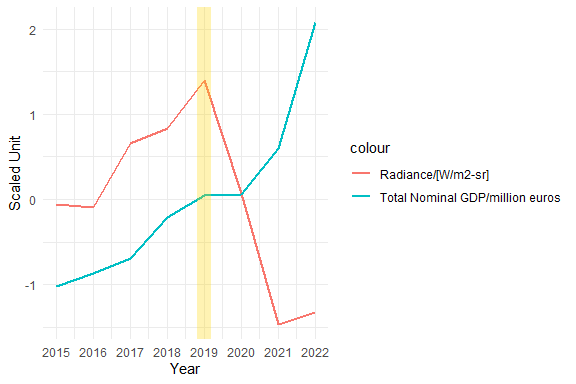 Scaled Unit
2
1
0
-1
2015 2016 2017 2018 2019 2020 2021 2022
Year
colour
Radiance/[W/m2-sr]
Total Nominal GDP/million euros